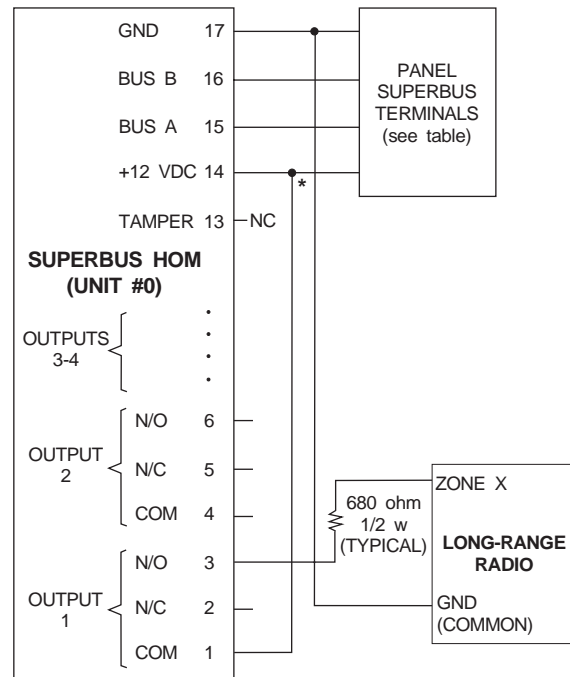 GND 17
BUS B 16
BUS A 15
+12 VDC 14
*
TAMPER 13 NC
PANEL
SUPERBUS
TERMINALS
(see table)
SUPERBUS HOM
(UNIT #0)
OUTPUTS
3-4
OUTPUT
2
N/O 6
N/C 5
COM 4
OUTPUT
1
N/O 3
N/C 2
COM 1
680 ohm
1/2 w
(TYPICAL)
ZONE X
LONG-RANGE
RADIO
GND
(COMMON)